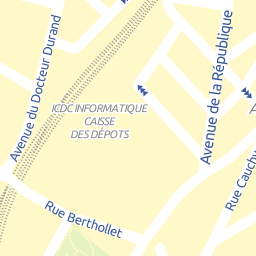 Avenue du Docteur Durand
Avenue de la République
ICDC INFORMATIQUE
CAISSE
DES DÉPOTS
Rue Berthollet
Rue Cauchy